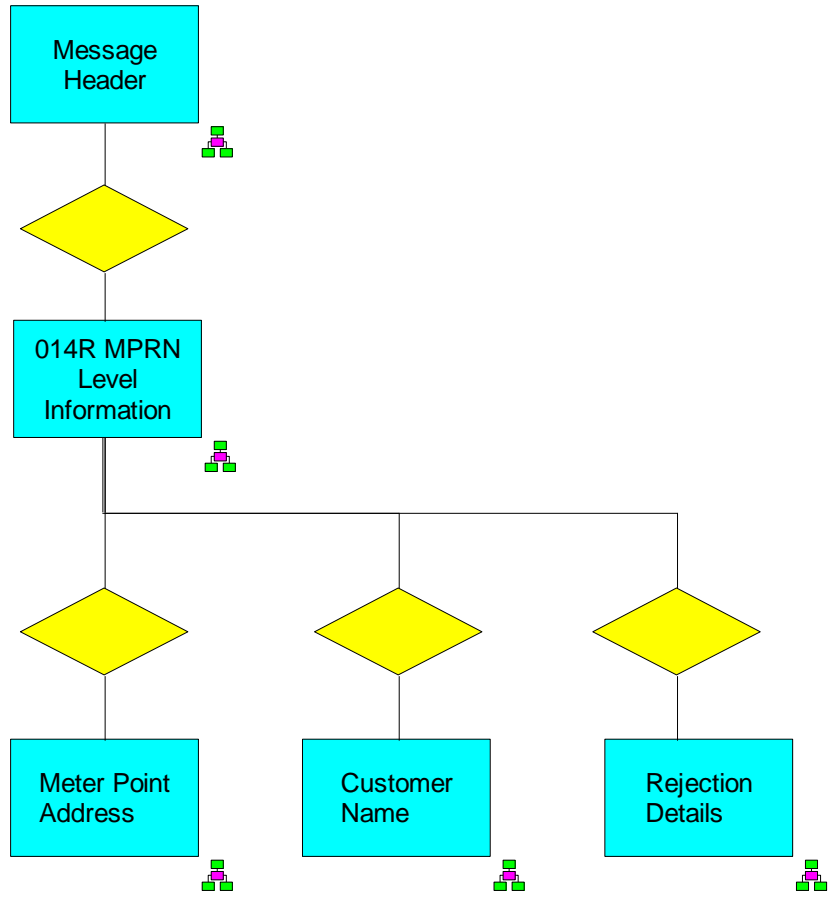 Message
Header
014R MPRN
Level
Information
Meter Point
Address
Customer
Name
Rejection
Details